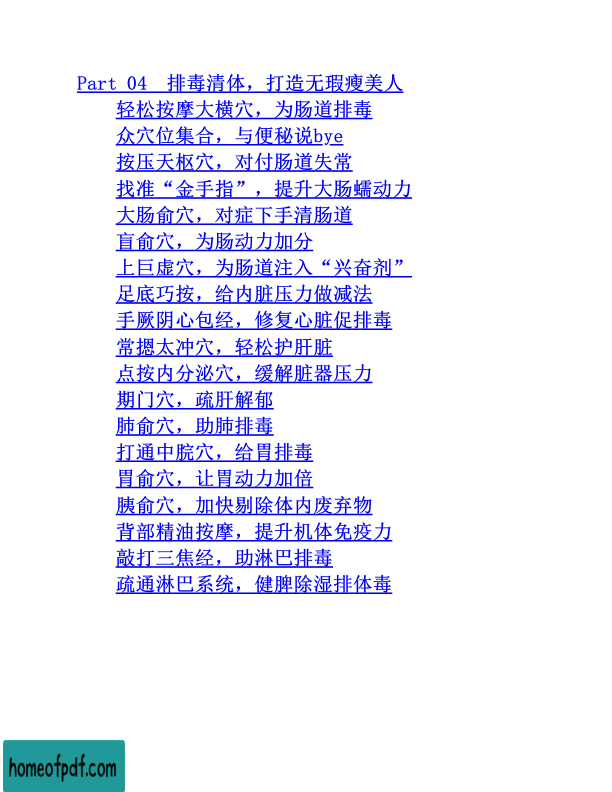 Part 04  排毒清体，打造无瑕瘦美人
轻松按摩大横穴，为肠道排毒
众穴位集合，与便秘说bye
按压天枢穴，对付肠道失常
找准“金手指”，提升大肠蠕动力
大肠俞穴，对症下手清肠道
盲俞穴，为肠动力加分
上巨虚穴，为肠道注入“兴奋剂”
足底巧按，给内脏压力做减法
手厥阴心包经，修复心脏促排毒
常摁太冲穴，轻松护肝脏
点按内分泌穴，缓解脏器压力
期门穴，疏肝解郁
肺俞穴，助肺排毒
打通中脘穴，给胃排毒
胃俞穴，让胃动力加倍
胰俞穴，加快剔除体内废弃物
背部精油按摩，提升机体免疫力
敲打三焦经，助淋巴排毒
疏通淋巴系统，健脾除湿排体毒
homeofpdf.com